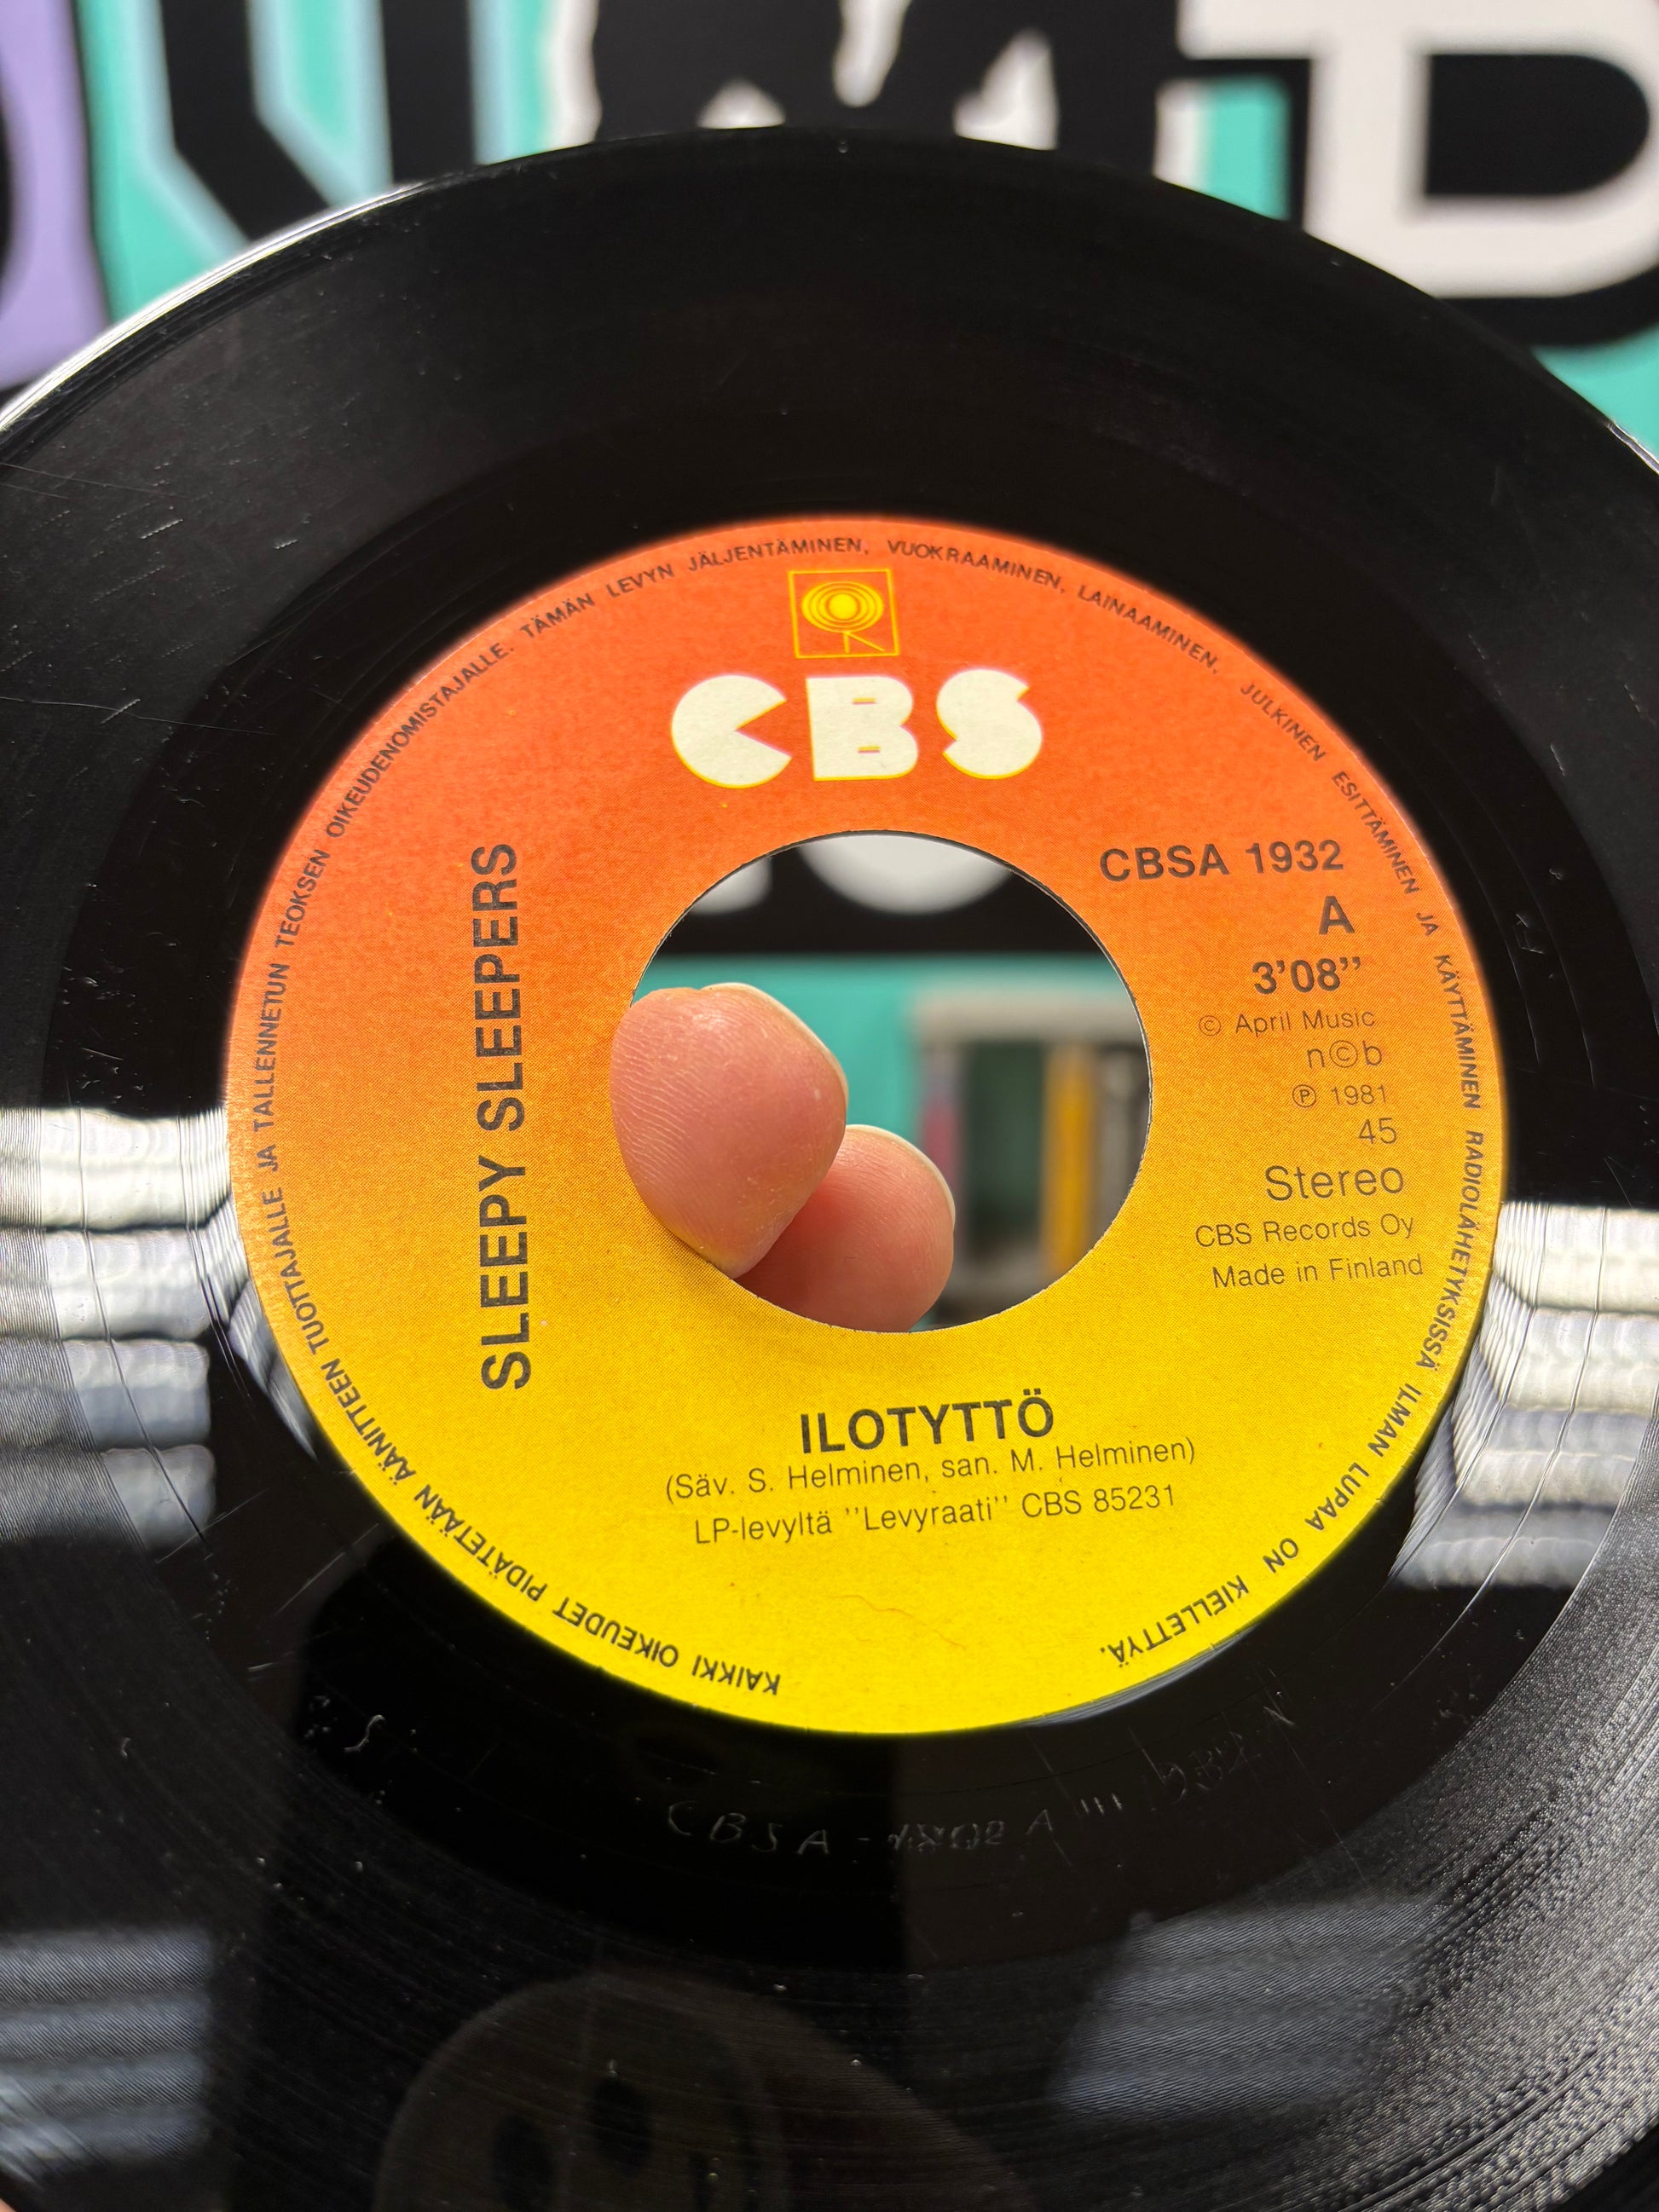 KAIKKI OIKEUDET PIDÄTETÄÄN ÄÄNITTEEN TUOTTAJALLE JA TALLENNETUN TEOKSEN OIKEUDENOMISTAJALLE. TÄMÄN LEVYN JÄLJENTÄMINEN, VUOKRAAMINEN, LAINAAMINEN, JULKINEN ESITTÄMINEN JA KÄYTTÄMINEN RADIOLÄHETYKSISSÄ ILMAN LUPAA ON KIELLETTYÄ.
CBS
SLEEPY SLEEPERS
CBSA 1932
A
3'08''
© April Music
n©b
℗ 1981
45
Stereo
CBS Records Oy
Made in Finland
ILOTYTTÖ
(Säv. S. Helminen, san. M. Helminen)
LP-levyltä ''Levyraati'' CBS 85231
CBSA